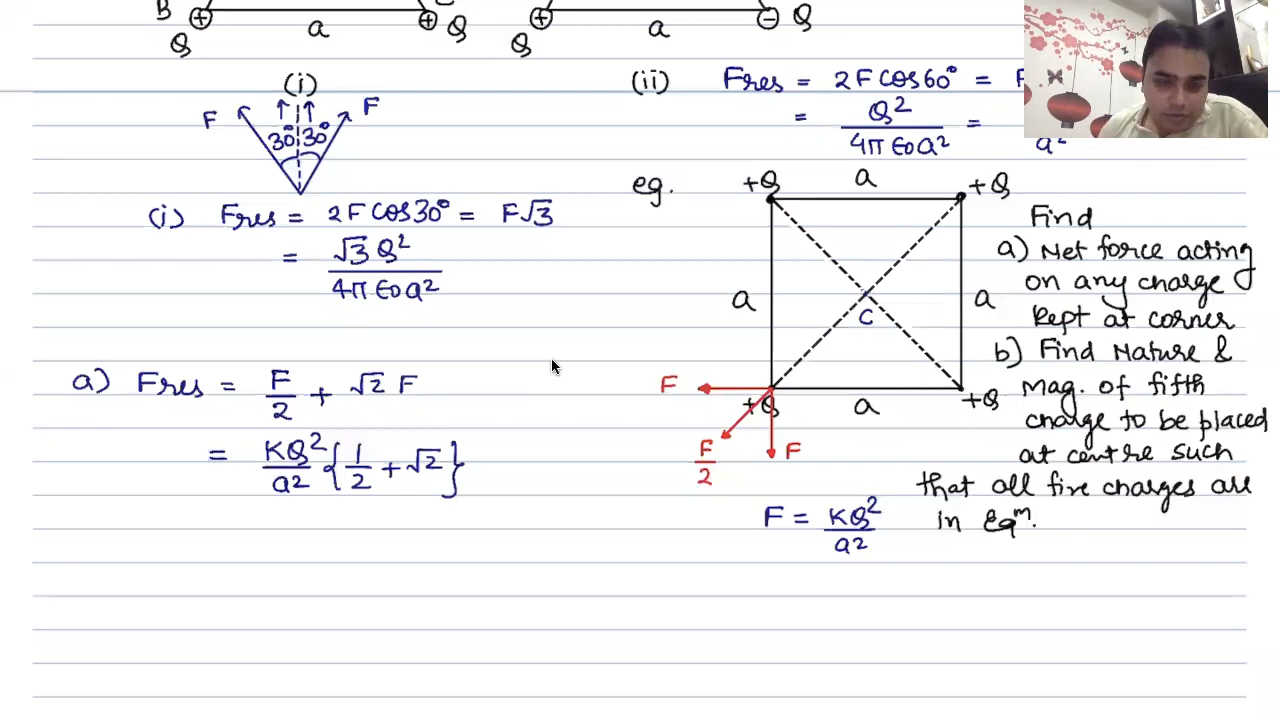 B + a + Q
Q
+ a - Q
Q
(i)
(ii) Fres = 2F cos60° = F
= Q² / 4π ε0 a² =
a²
F 30° 30° F
(i) Fres = 2F cos30° = F√3
= √3 Q² / 4π ε0 a²
eg.
+Q a +Q
a C a
+Q a +Q
F
F/2
F
F = KQ² / a²
Find
a) Net force acting
on any charge
kept at corner
b) Find Nature &
Mag. of fifth
charge to be placed
at centre such
that all five charges are
in Eqᵐ.
a) Fres = F/2 + √2 F
= KQ²/a² {1/2 + √2}